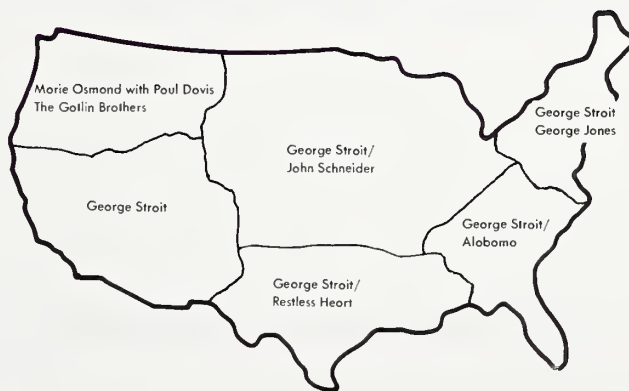 Morie Osmond with Poul Dovis
The Gotlin Brothers
George Stroit
George Jones
George Stroit/
John Schneider
George Stroit
George Stroit/
Alobomo
George Stroit/
Restless Heort